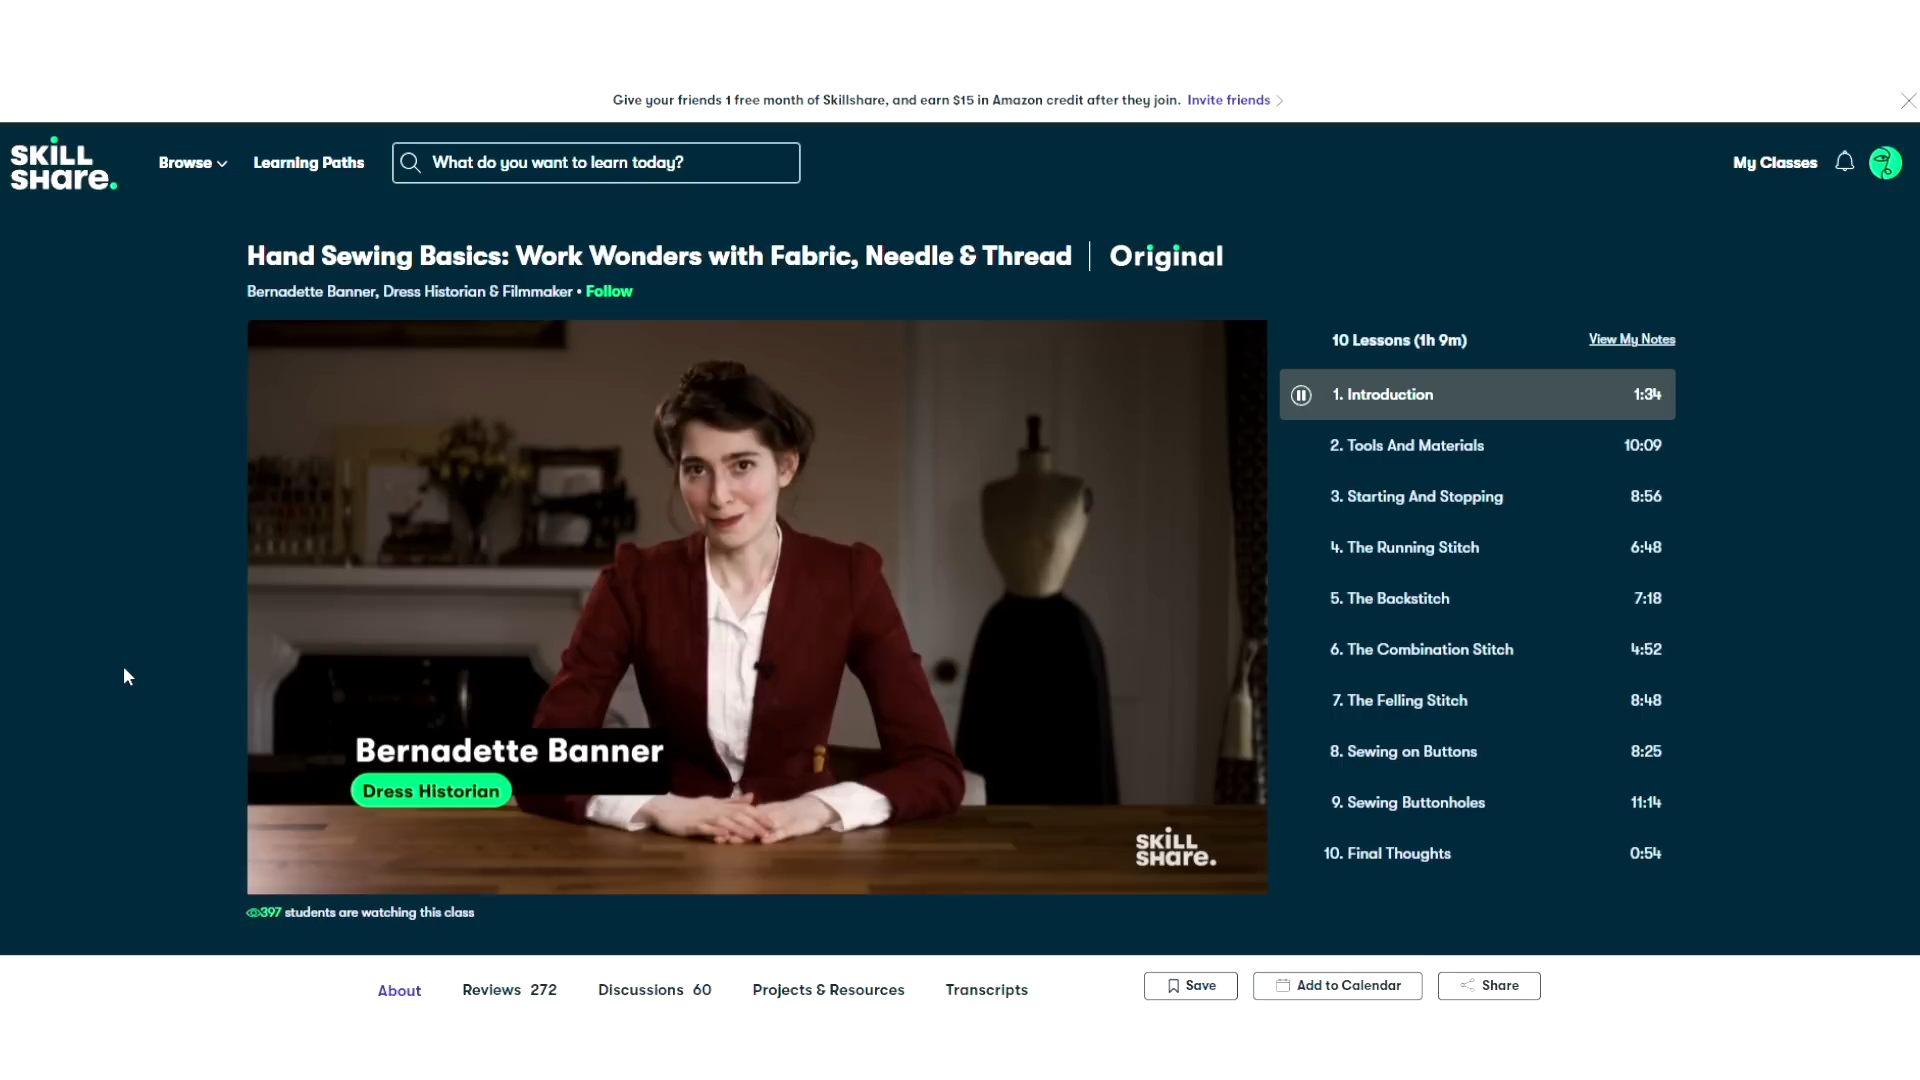 Give your friends 1 free month of Skillshare, and earn $15 in Amazon credit after they join. Invite friends
SKILL SHARE.
Browse
Learning Paths
What do you want to learn today?
My Classes
Hand Sewing Basics: Work Wonders with Fabric, Needle & Thread | Original
Bernadette Banner, Dress Historian & Filmmaker • Follow
Bernadette Banner
Dress Historian
SKILL SHARE.
397 students are watching this class
10 Lessons (1h 9m) View My Notes
1. Introduction 1:34
2. Tools And Materials 10:09
3. Starting And Stopping 8:56
4. The Running Stitch 6:48
5. The Backstitch 7:18
6. The Combination Stitch 4:52
7. The Felling Stitch 8:48
8. Sewing on Buttons 8:25
9. Sewing Buttonholes 11:14
10. Final Thoughts 0:54
About Reviews 272 Discussions 60 Projects & Resources Transcripts Save Add to Calendar Share